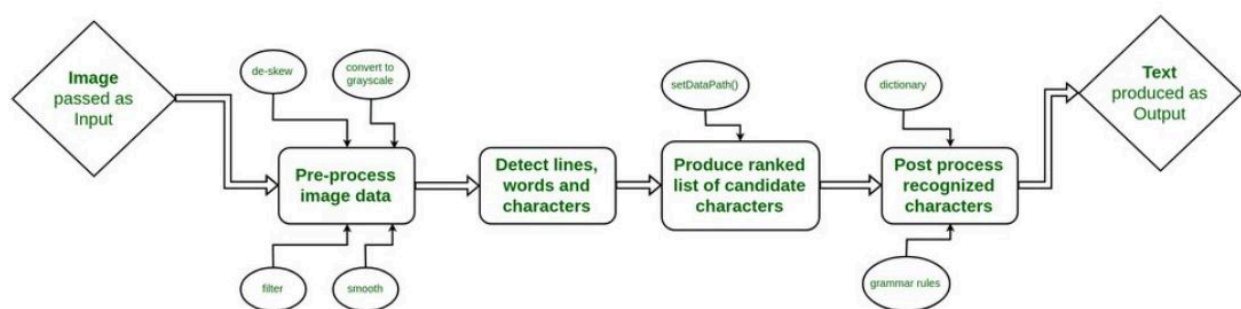 Image
passed as
Input
de-skew
convert to
grayscale
Pre-process
image data
filter
smooth
Detect lines,
words and
characters
setDataPath()
Produce ranked
list of candidate
characters
dictionary
Post process
recognized
characters
grammar rules
Text
produced as
Output